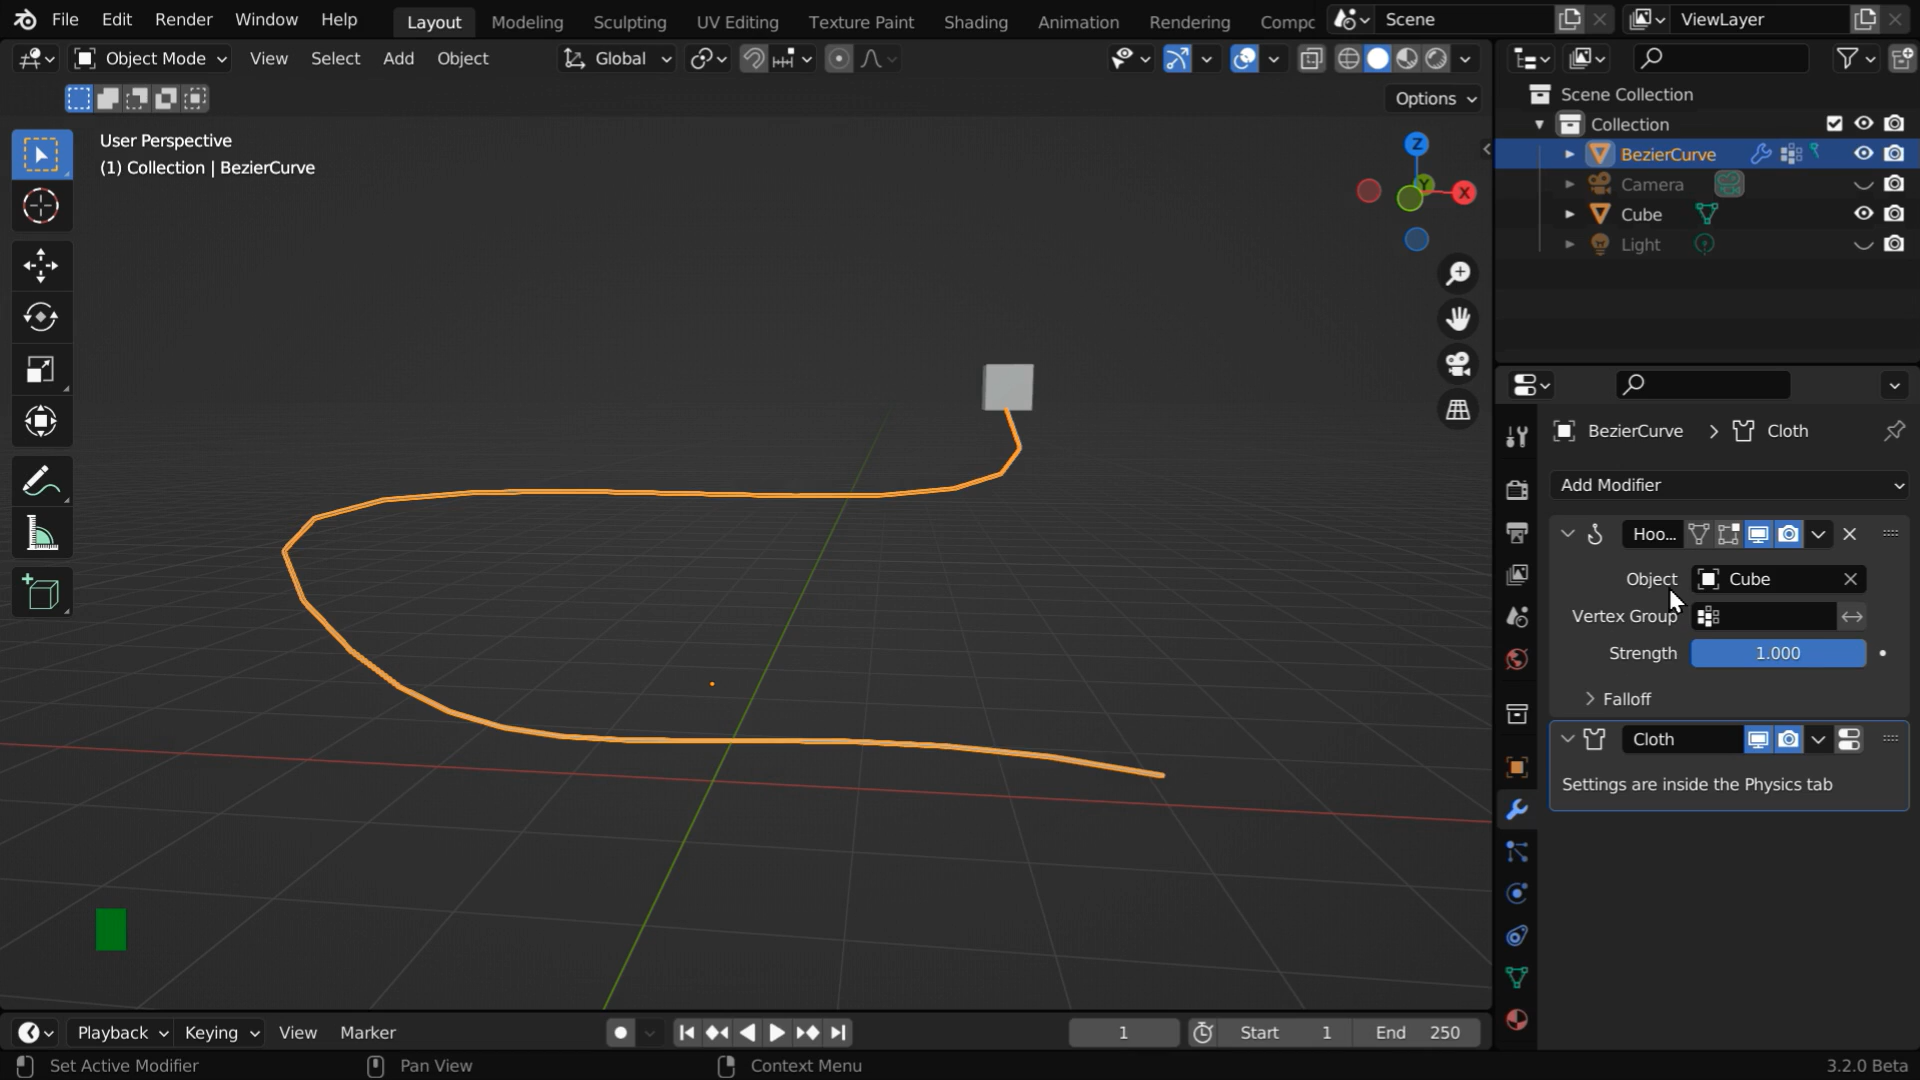 File Edit Render Window Help
Layout Modeling Sculpting UV Editing Texture Paint Shading Animation Rendering Compc
Scene
ViewLayer
Object Mode View Select Add Object
Global
Options
User Perspective
(1) Collection | BezierCurve
Z
Y
X
Scene Collection
Collection
BezierCurve
Camera
Cube
Light
BezierCurve > Cloth
Add Modifier
Hoo...
Object Cube
Vertex Group
Strength 1.000
Falloff
Cloth
Settings are inside the Physics tab
Playback Keying View Marker
1
Start 1
End 250
Set Active Modifier Pan View Context Menu 3.2.0 Beta